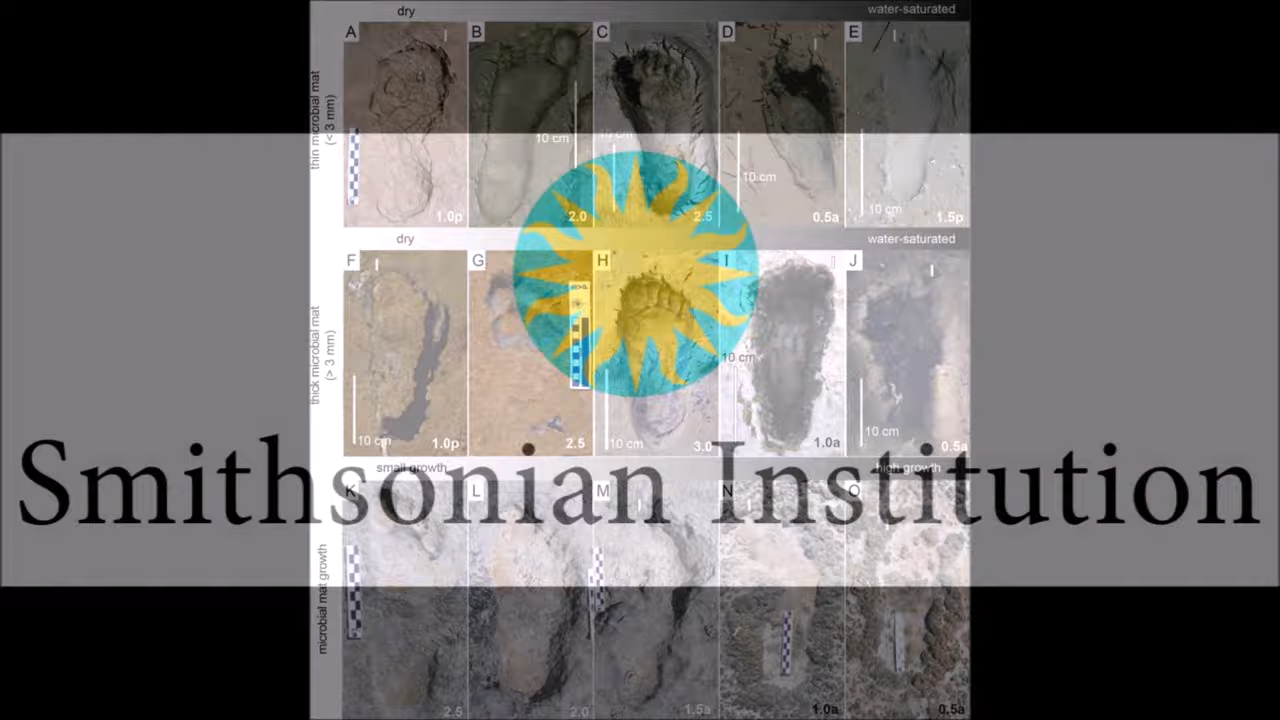 dry water-saturated
A B C D E
thin microbial mat
(< 3 mm)
10 cm 10 cm 10 cm 10 cm
1.0p 2.0 2.5 0.5a 1.5p
dry water-saturated
F G H I J
thick microbial mat
(> 3 mm)
10 cm 10 cm 10 cm 10 cm
1.0p 2.5 3.0 1.0a 0.5a
small growth high growth
Smithsonian Institution
K L M N O
microbial mat growth
2.5 2.0 1.5a 1.0a 0.5a